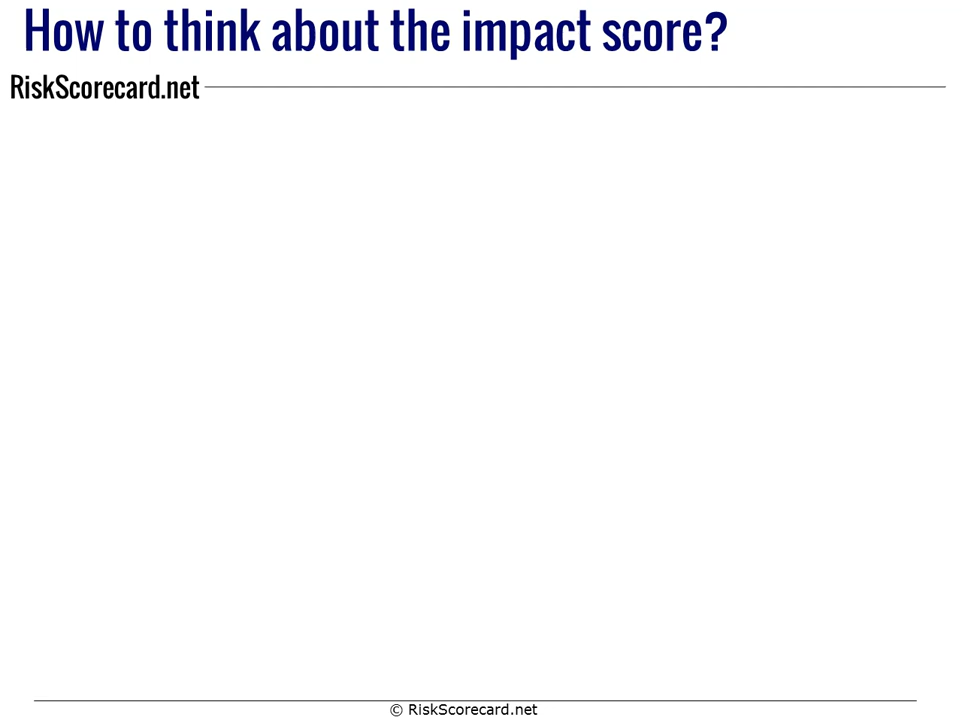 How to think about the impact score?
RiskScorecard.net
© RiskScorecard.net